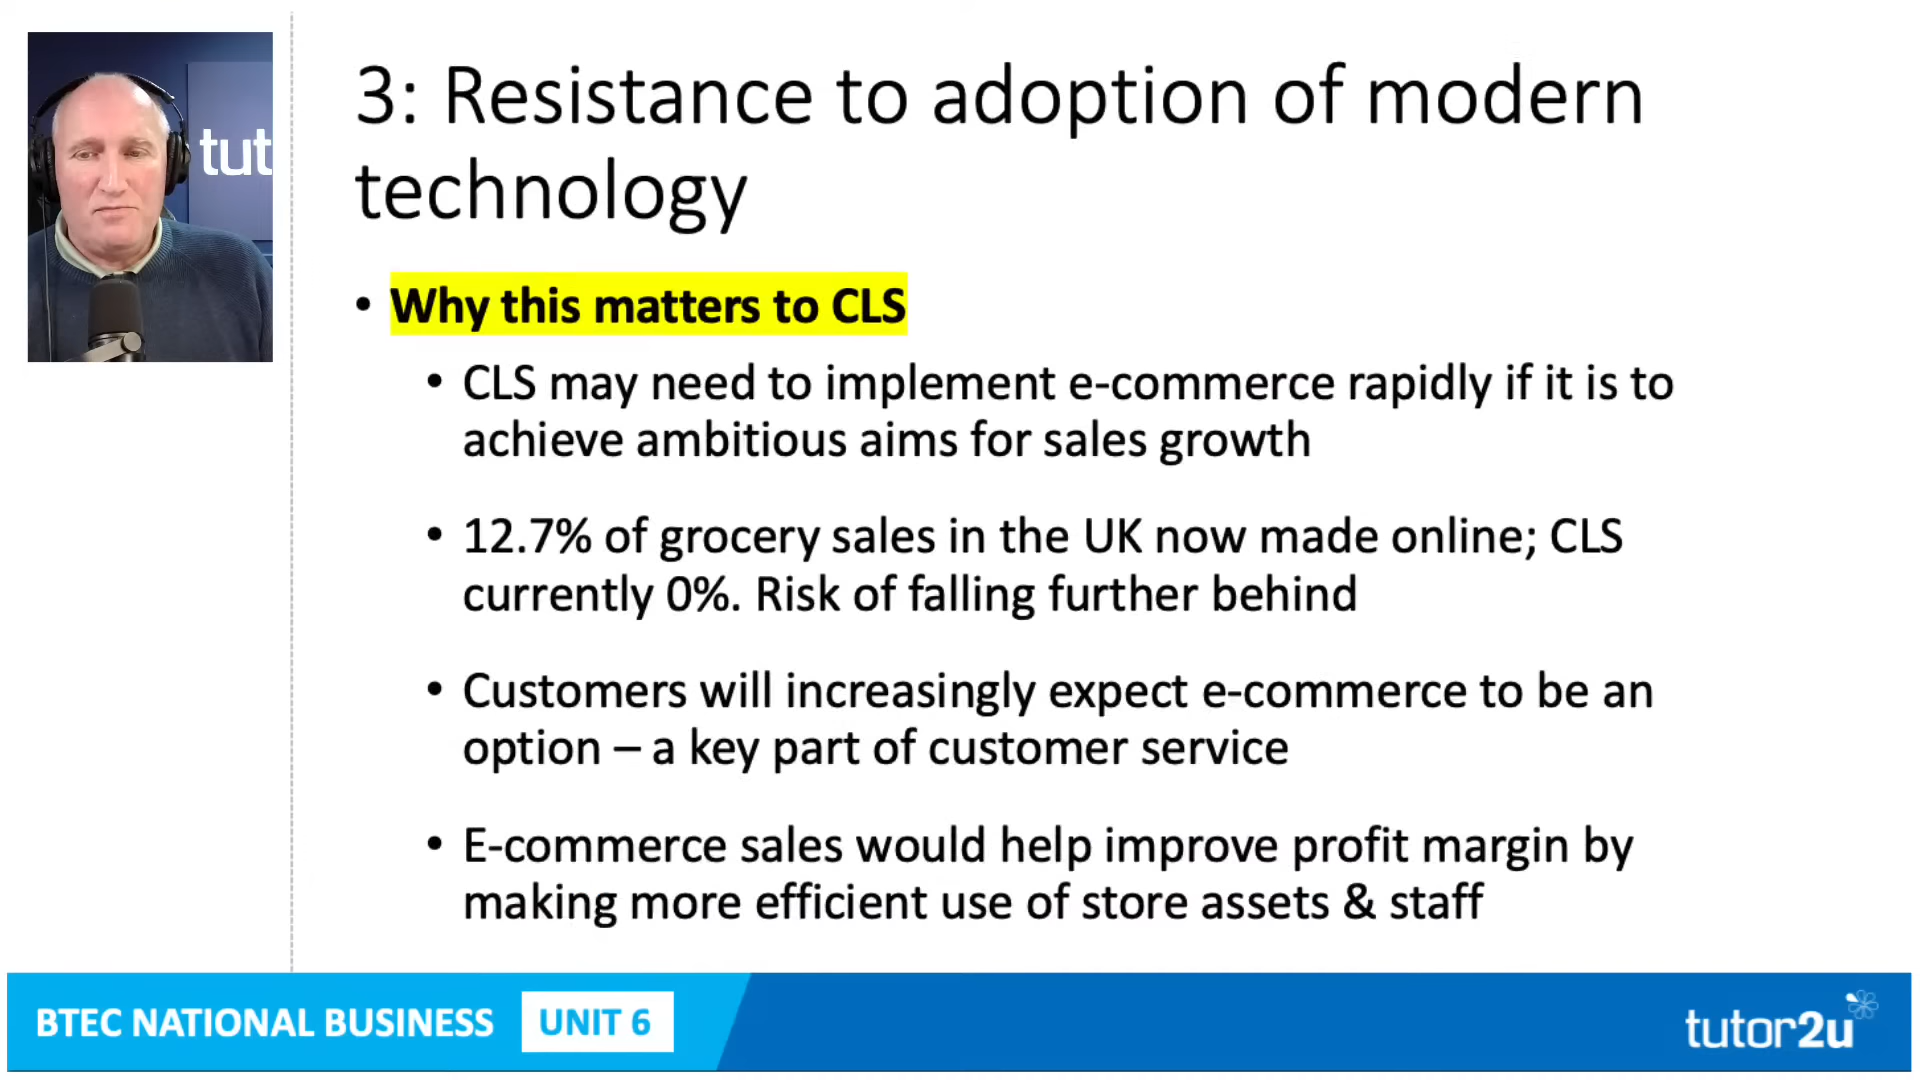 tut
3: Resistance to adoption of modern
technology
• Why this matters to CLS
• CLS may need to implement e-commerce rapidly if it is to
achieve ambitious aims for sales growth
• 12.7% of grocery sales in the UK now made online; CLS
currently 0%. Risk of falling further behind
• Customers will increasingly expect e-commerce to be an
option – a key part of customer service
• E-commerce sales would help improve profit margin by
making more efficient use of store assets & staff
BTEC NATIONAL BUSINESS UNIT 6
tutor2u